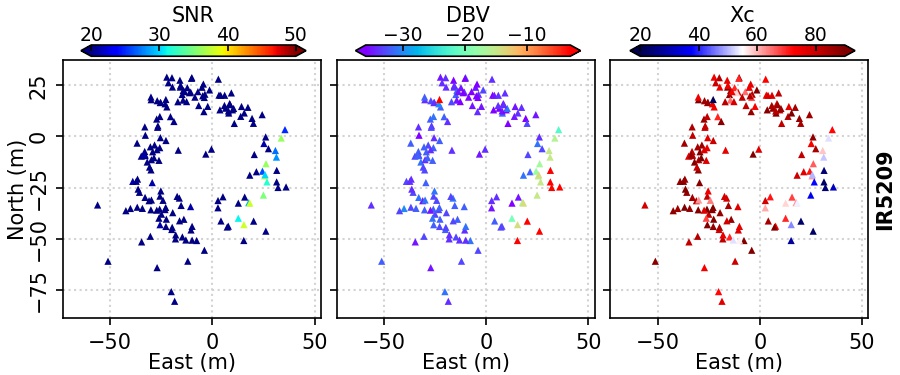 SNR DBV Xc
20 30 40 50 −30 −20 −10 20 40 60 80
25
0
−25
−50
−75
North (m)
−50 0 50 −50 0 50 −50 0 50
East (m) East (m) East (m)
IR5209